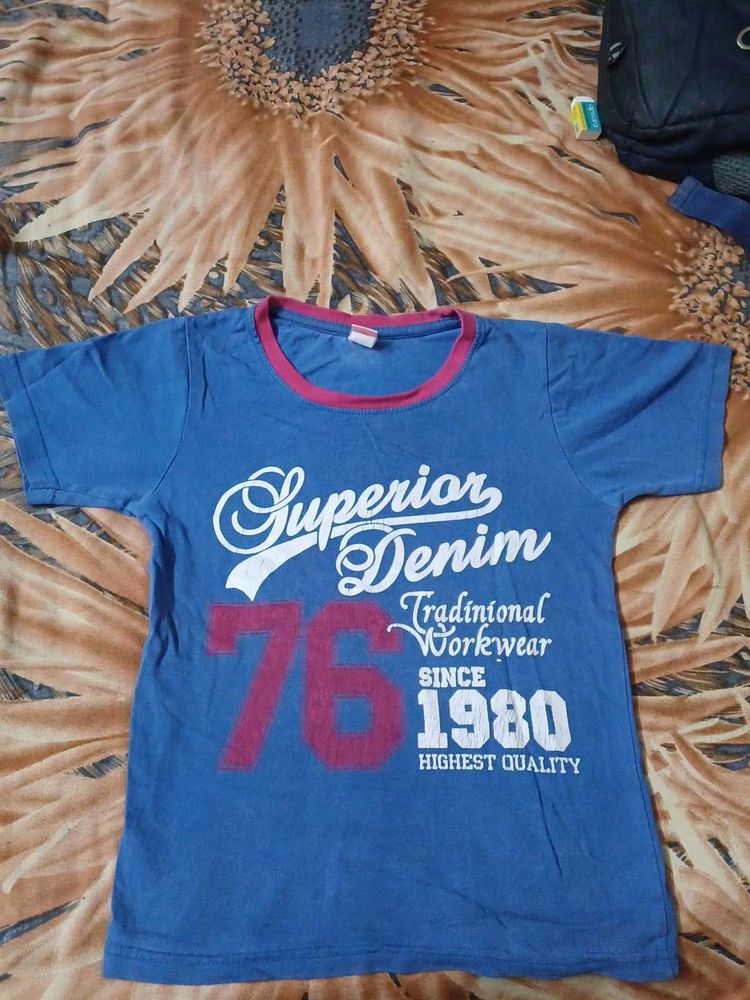 Superior
Denim
76
Tradinional
Workwear
SINCE
1980
HIGHEST QUALITY